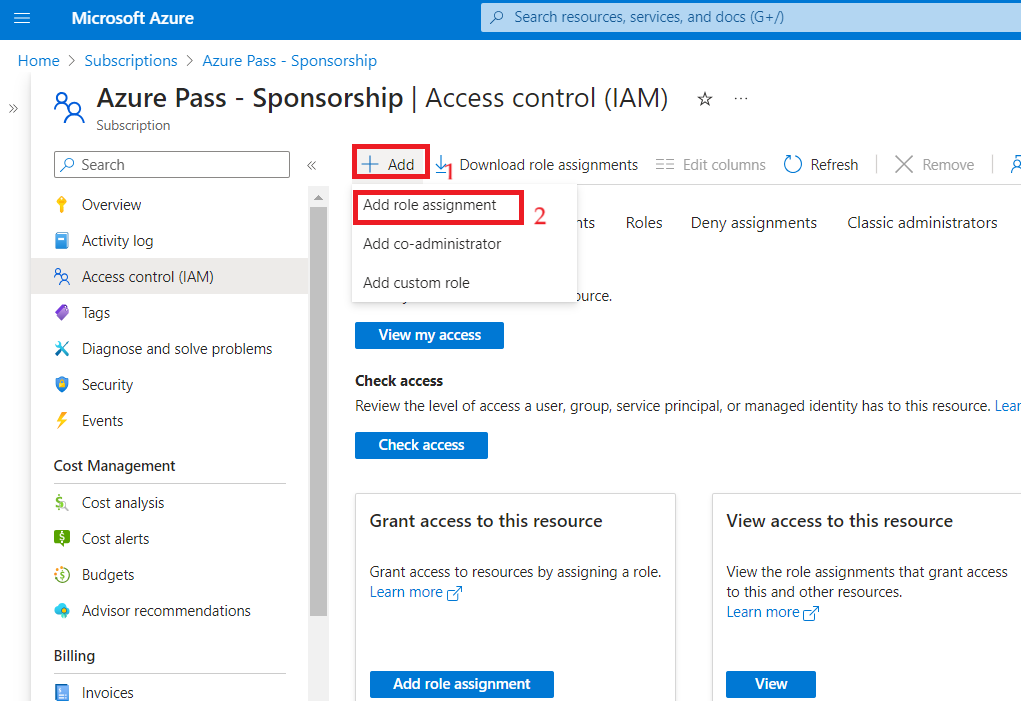 Microsoft Azure
Search resources, services, and docs (G+/)
Home > Subscriptions > Azure Pass - Sponsorship
Azure Pass - Sponsorship | Access control (IAM)
Subscription
Search
Add
1
Download role assignments
Edit columns
Refresh
Remove
Add role assignment
2
Add co-administrator
Add custom role
nts
Roles
Deny assignments
Classic administrators
ource.
View my access
Check access
Review the level of access a user, group, service principal, or managed identity has to this resource. Lear
Check access
Overview
Activity log
Access control (IAM)
Tags
Diagnose and solve problems
Security
Events
Cost Management
Cost analysis
Cost alerts
Budgets
Advisor recommendations
Billing
Invoices
Grant access to this resource
Grant access to resources by assigning a role.
Learn more
Add role assignment
View access to this resource
View the role assignments that grant access
to this and other resources.
Learn more
View